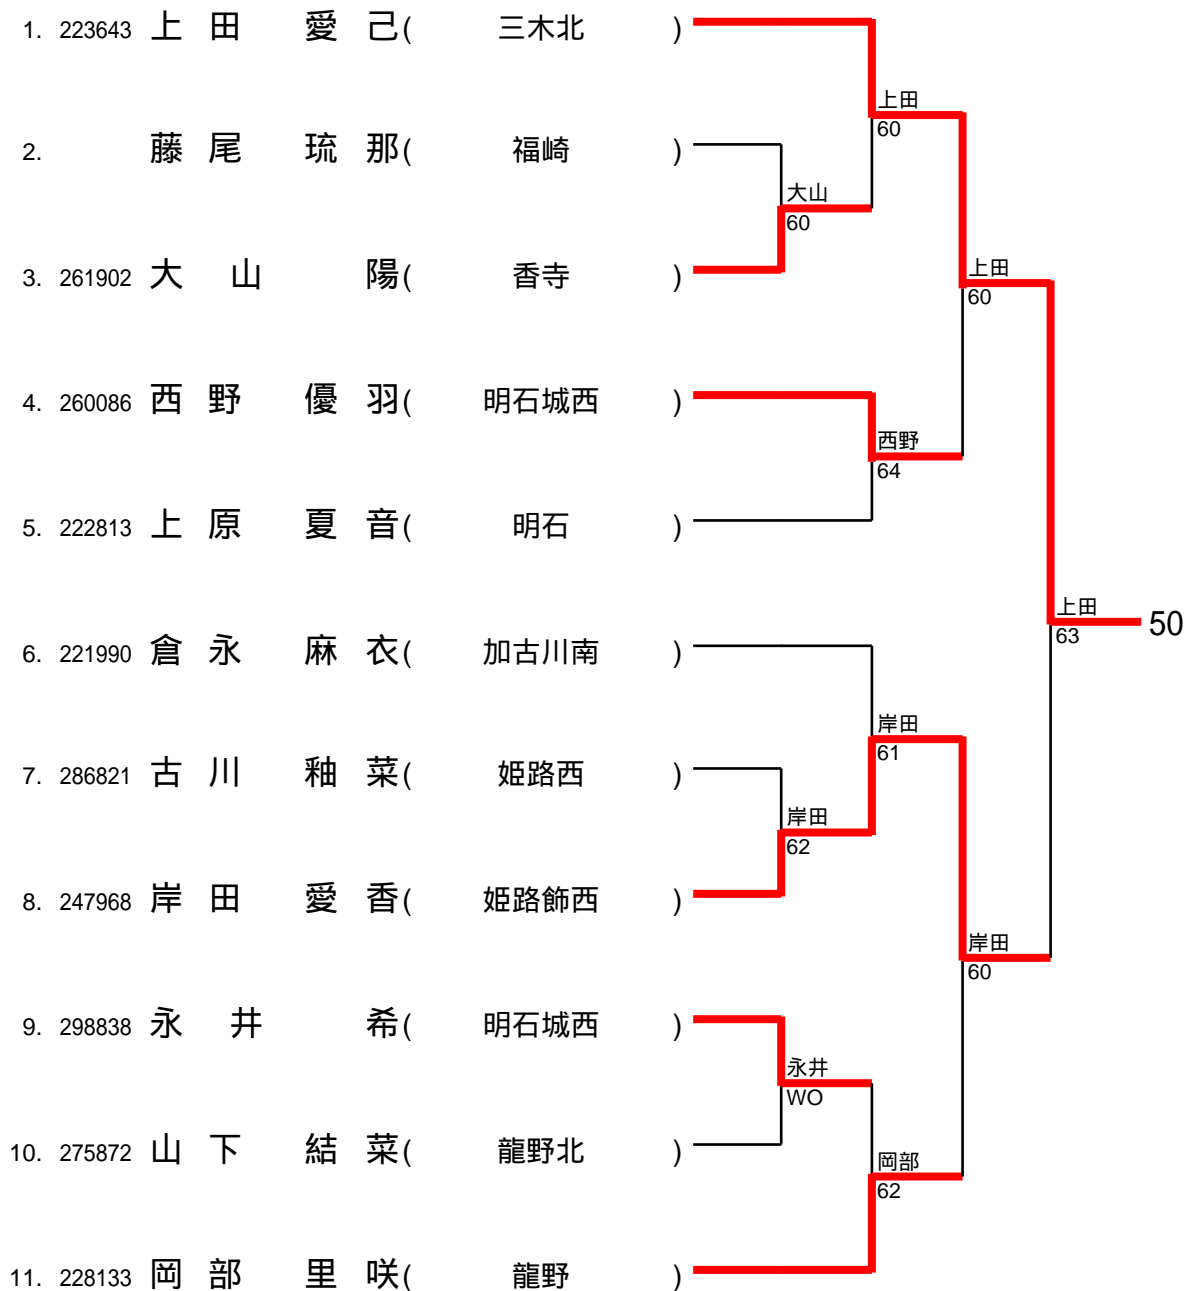 1. 223643 上田 愛己( 三木北 )
上田
60
2. 藤尾 琉那( 福崎 )
大山
60
3. 261902 大山 陽( 香寺 )
上田
60
4. 260086 西野 優羽( 明石城西 )
西野
64
5. 222813 上原 夏音( 明石 )
上田
63
50
6. 221990 倉永 麻衣( 加古川南 )
岸田
61
7. 286821 古川 釉菜( 姫路西 )
岸田
62
8. 247968 岸田 愛香( 姫路飾西 )
岸田
60
9. 298838 永井 希( 明石城西 )
永井
WO
10. 275872 山下 結菜( 龍野北 )
岡部
62
11. 228133 岡部 里咲( 龍野 )